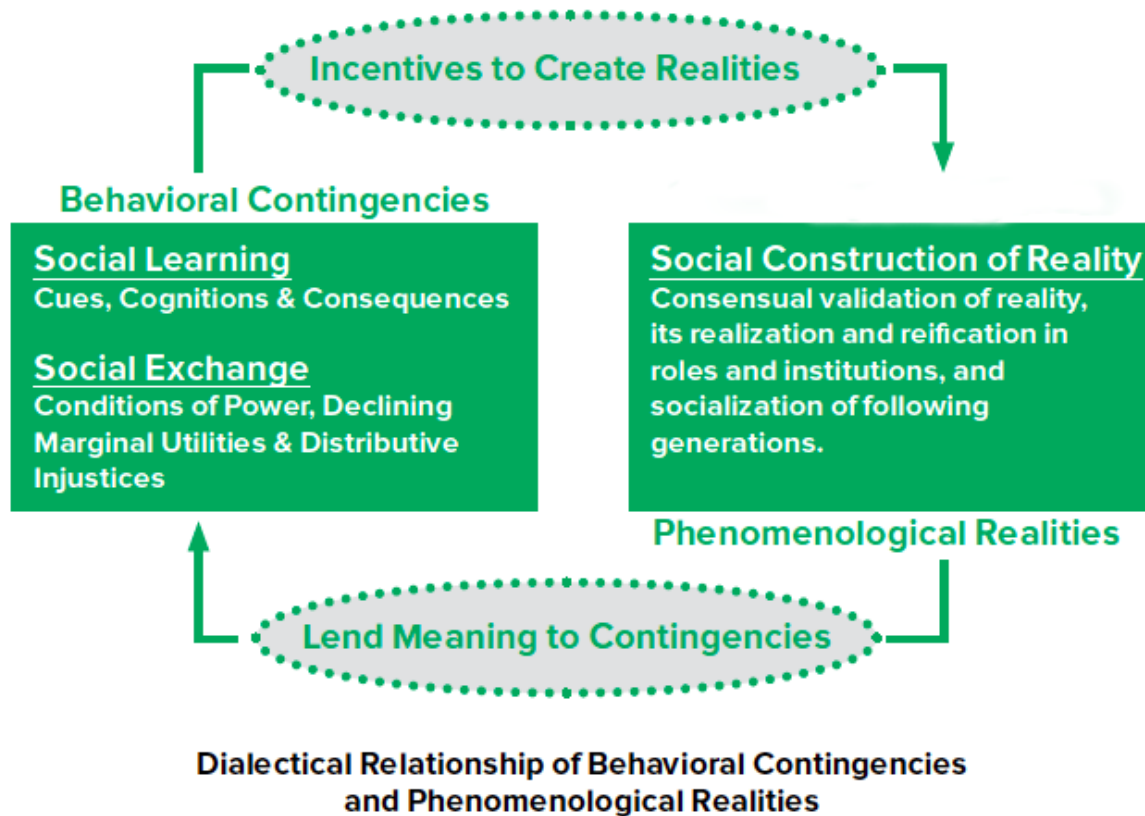 Incentives to Create Realities
Behavioral Contingencies
Social Learning
Cues, Cognitions & Consequences
Social Exchange
Conditions of Power, Declining
Marginal Utilities & Distributive
Injustices
Social Construction of Reality
Consensual validation of reality,
its realization and reification in
roles and institutions, and
socialization of following
generations.
Phenomenological Realities
Lend Meaning to Contingencies
Dialectical Relationship of Behavioral Contingencies
and Phenomenological Realities